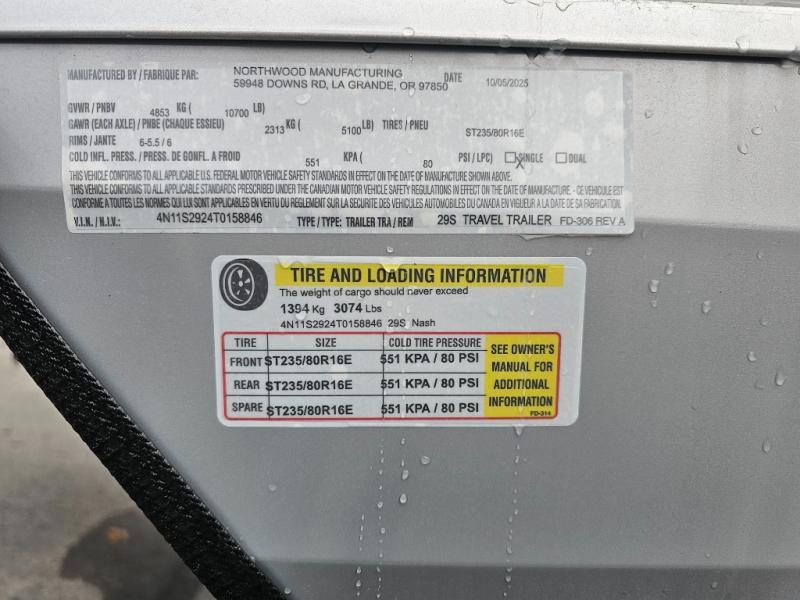 MANUFACTURED BY / FABRIQUE PAR: NORTHWOOD MANUFACTURING DATE 10/05/2025
59948 DOWNS RD, LA GRANDE, OR 97850
GVWR / PNBV 4853 KG ( 10700 LB)
GAWR (EACH AXLE) / PNBE (CHAQUE ESSIEU) 2313 KG ( 5100 LB) TIRES / PNEU ST235/80R16E
RIMS / JANTE 6-5.5 / 6
COLD INFL. PRESS. / PRESS. DE GONFL. A FROID 551 KPA ( 80 PSI / LPC) X SINGLE DUAL
THIS VEHICLE CONFORMS TO ALL APPLICABLE U.S. FEDERAL MOTOR VEHICLE SAFETY STANDARDS IN EFFECT ON THE DATE OF MANUFACTURE SHOWN ABOVE.
THIS VEHICLE CONFORMS TO ALL APPLICABLE STANDARDS PRESCRIBED UNDER THE CANADIAN MOTOR VEHICLE SAFETY REGULATIONS IN EFFECT ON THE DATE OF MANUFACTURE - CE VEHICULE EST
CONFORME A TOUTES LES NORMES QUI LUI SONT APPLICABLES EN VERTU DU REGLEMENT SUR LA SECURITE DES VEHICULES AUTOMOBILES DU CANADA EN VIGUEUR A LA DATE DE SA FABRICATION.
V.I.N. / N.I.V. 4N11S2924T0158846 TYPE / TYPE: TRAILER TRA / REM 29S TRAVEL TRAILER FD-306 REV A
TIRE AND LOADING INFORMATION
The weight of cargo should never exceed
1394 Kg 3074 Lbs
4N11S2924T0158846 29S Nash
TIRE SIZE COLD TIRE PRESSURE
FRONT ST235/80R16E 551 KPA / 80 PSI
REAR ST235/80R16E 551 KPA / 80 PSI
SPARE ST235/80R16E 551 KPA / 80 PSI
SEE OWNER'S
MANUAL FOR
ADDITIONAL
INFORMATION
FD-314